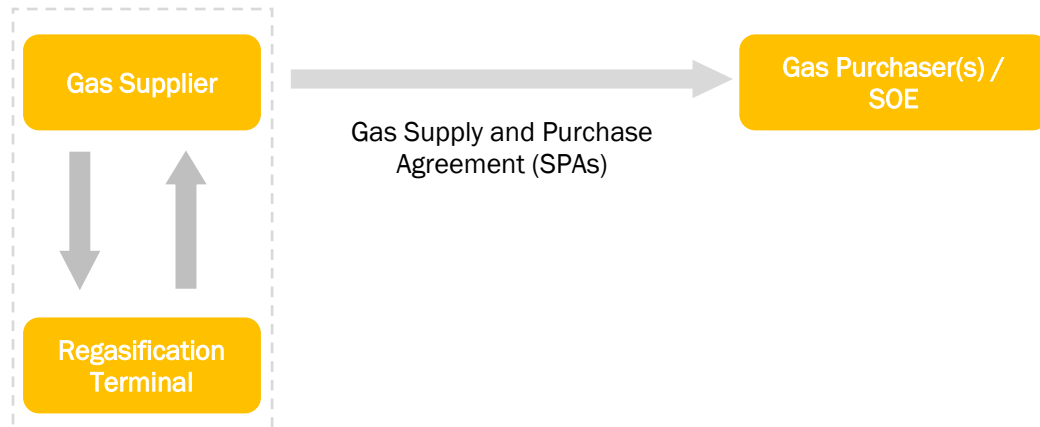 Gas Supplier
Gas Purchaser(s) /
SOE
Gas Supply and Purchase
Agreement (SPAs)
Regasification
Terminal